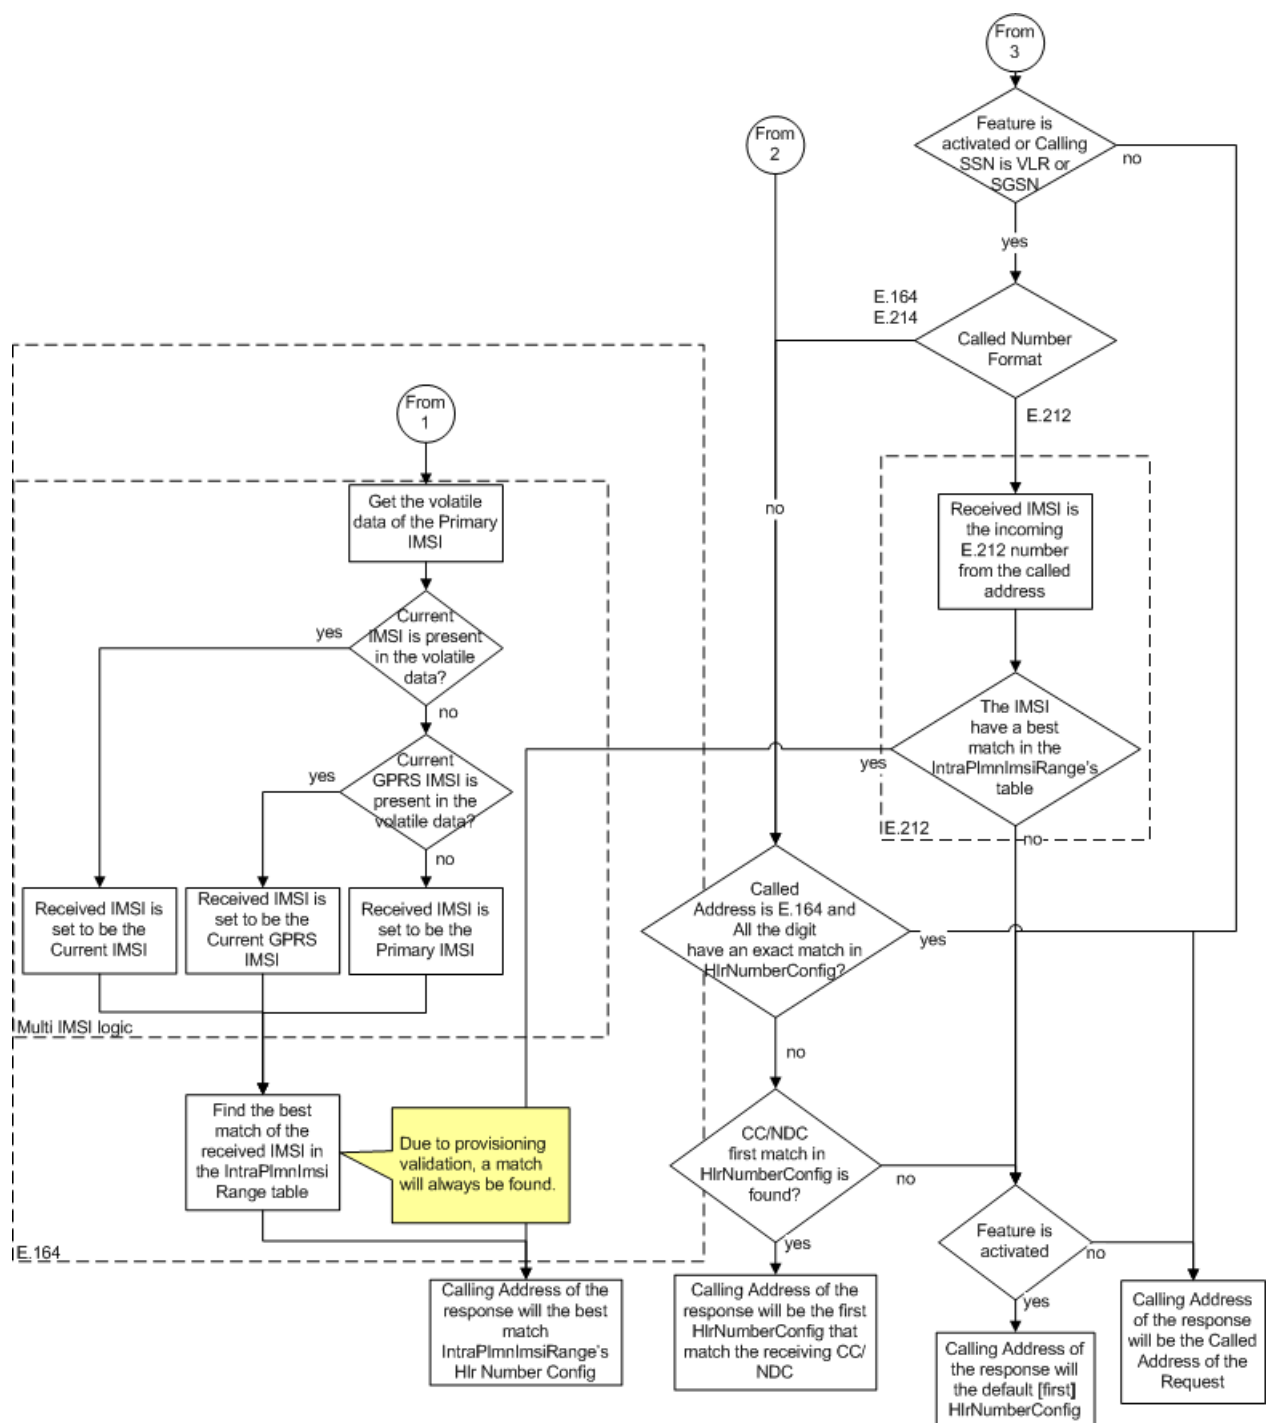 From
3
Feature is
activated or Calling
SSN is VLR or
SGSN
no
yes
From
2
E.164
E.214
Called Number
Format
E.212
no
Received IMSI is
the incoming
E.212 number
from the called
address
The IMSI
have a best
match in the
IntraPlmnImsiRange's
table
yes
no
E.212
From
1
Get the volatile
data of the Primary
IMSI
Current
IMSI is present
in the volatile
data?
yes
no
Current
GPRS IMSI is
present in the
volatile data?
yes
no
Received IMSI is
set to be the
Current IMSI
Received IMSI is
set to be the
Current GPRS
IMSI
Received IMSI is
set to be the
Primary IMSI
Multi IMSI logic
Called
Address is E.164 and
All the digit
have an exact match in
HlrNumberConfig?
yes
no
Find the best
match of the
received IMSI in
the IntraPlmnImsi
Range table
Due to provisioning
validation, a match
will always be found.
E.164
CC/NDC
first match in
HlrNumberConfig is
found?
no
yes
Feature is
activated
no
yes
Calling Address of the
response will the best
match
IntraPlmnImsiRange's
Hlr Number Config
Calling Address of the
response will be the first
HlrNumberConfig that
match the receiving CC/
NDC
Calling Address of
the response will
the default [first]
HlrNumberConfig
Calling Address
of the response
will be the Called
Address of the
Request